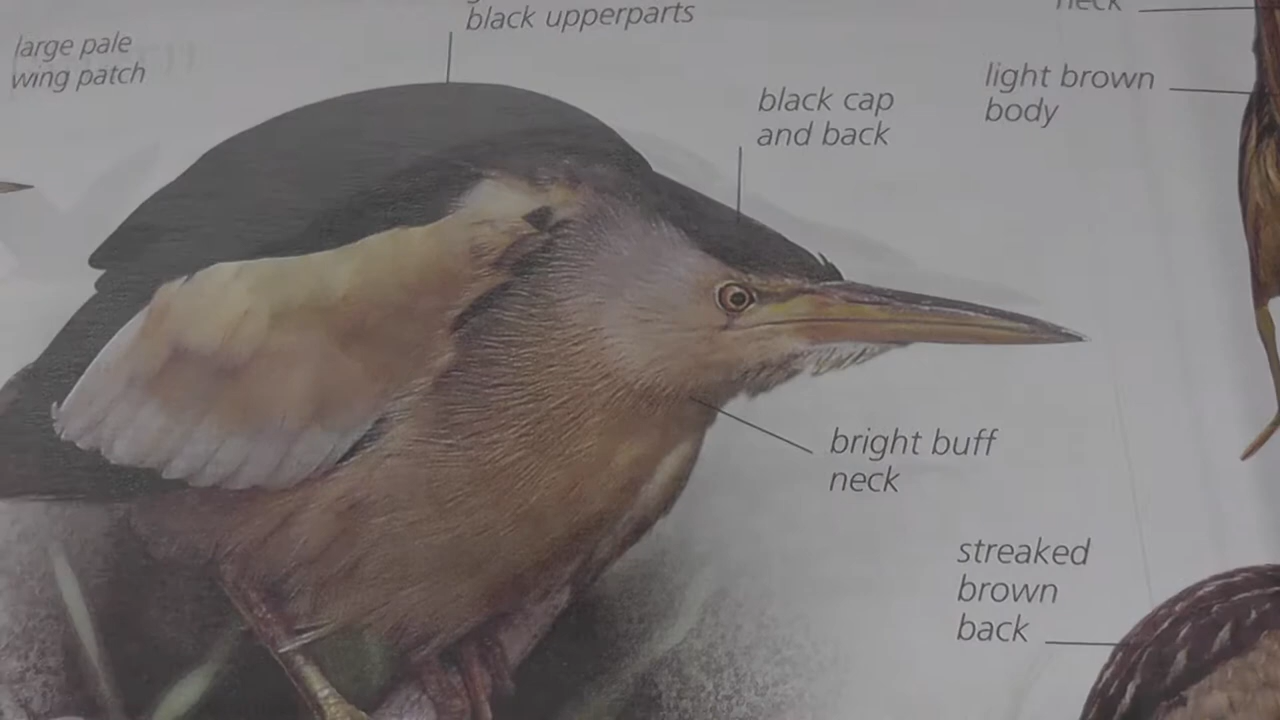 black upperparts
large pale
wing patch
black cap
and back
neck
light brown
body
bright buff
neck
streaked
brown
back